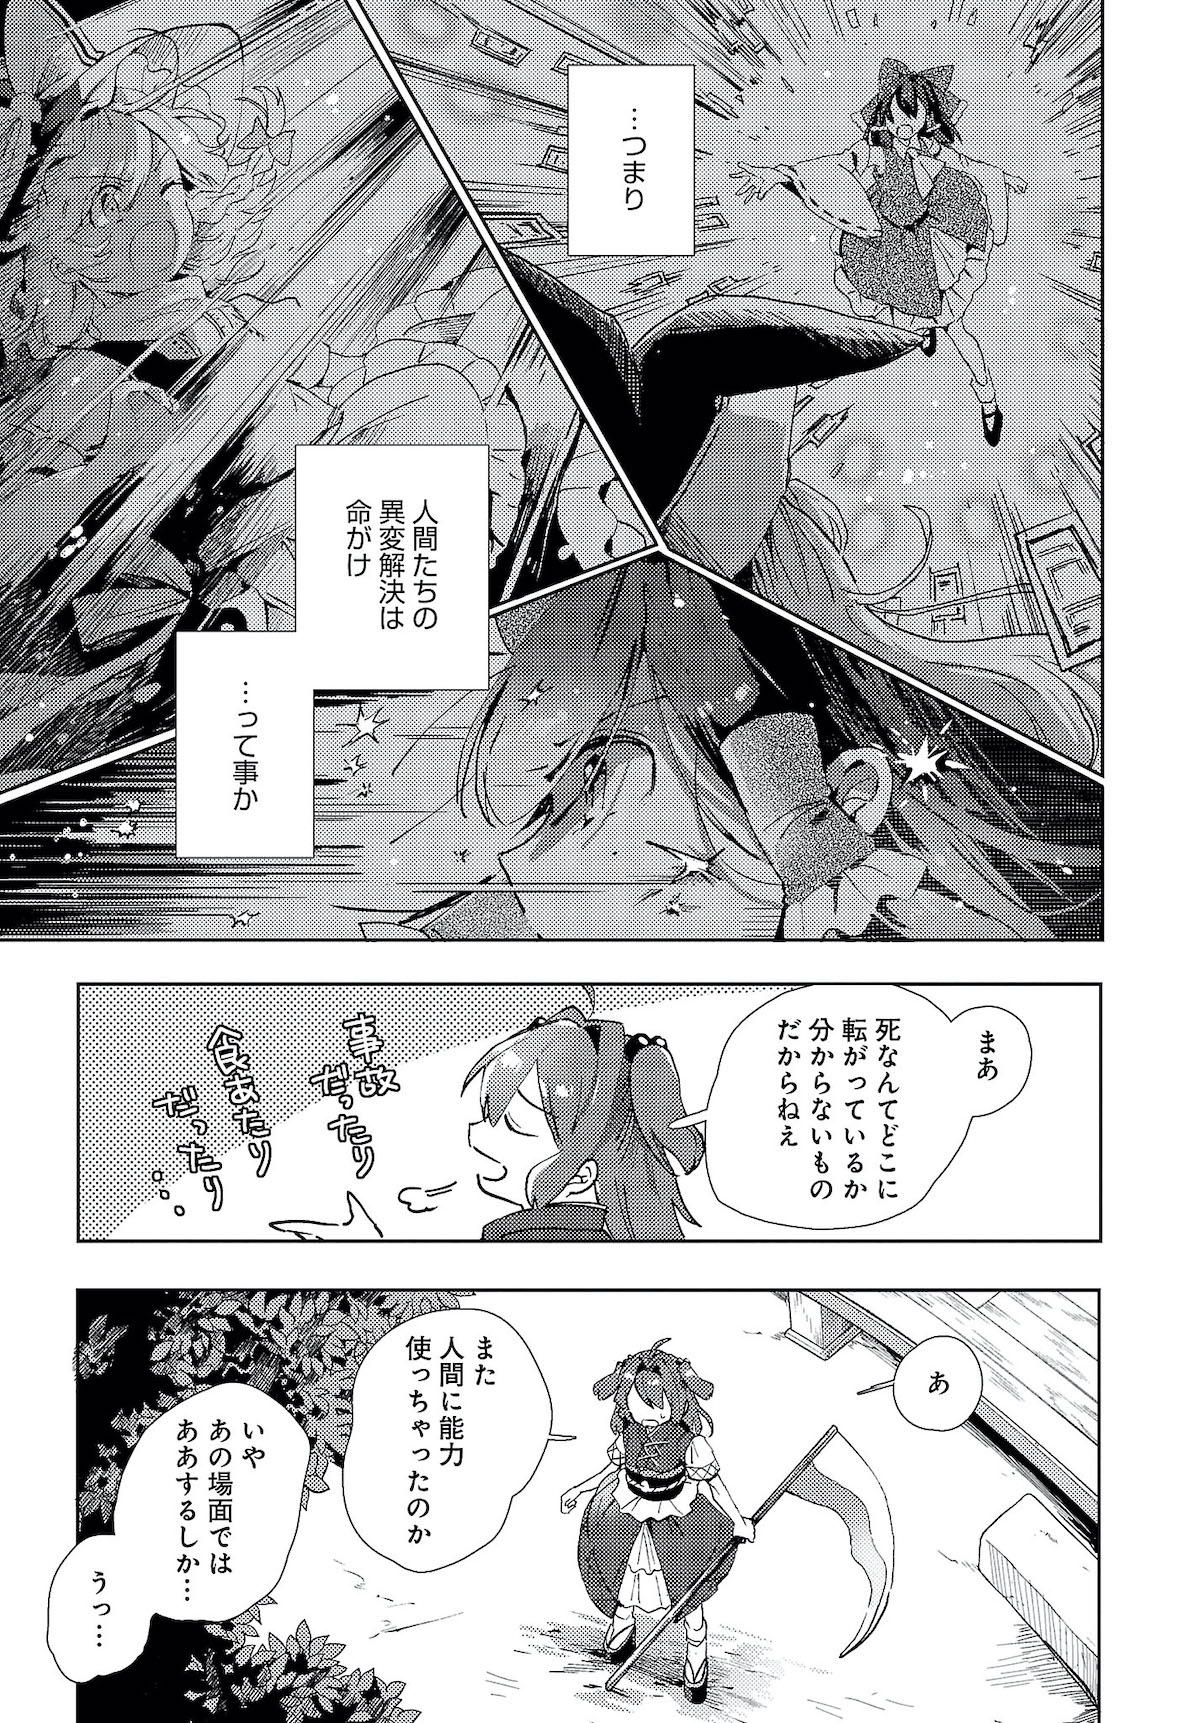 …つまり
人間たちの
異変解決は
命がけ
…って事か
まあ
死なんてどこに
転がっているか
分からないもの
だからねえ
事故
だったり
食あたり
だったり
…
あ
また
人間に能力
使っちゃったのか
いや
あの場面では
ああするしか…
うっ…